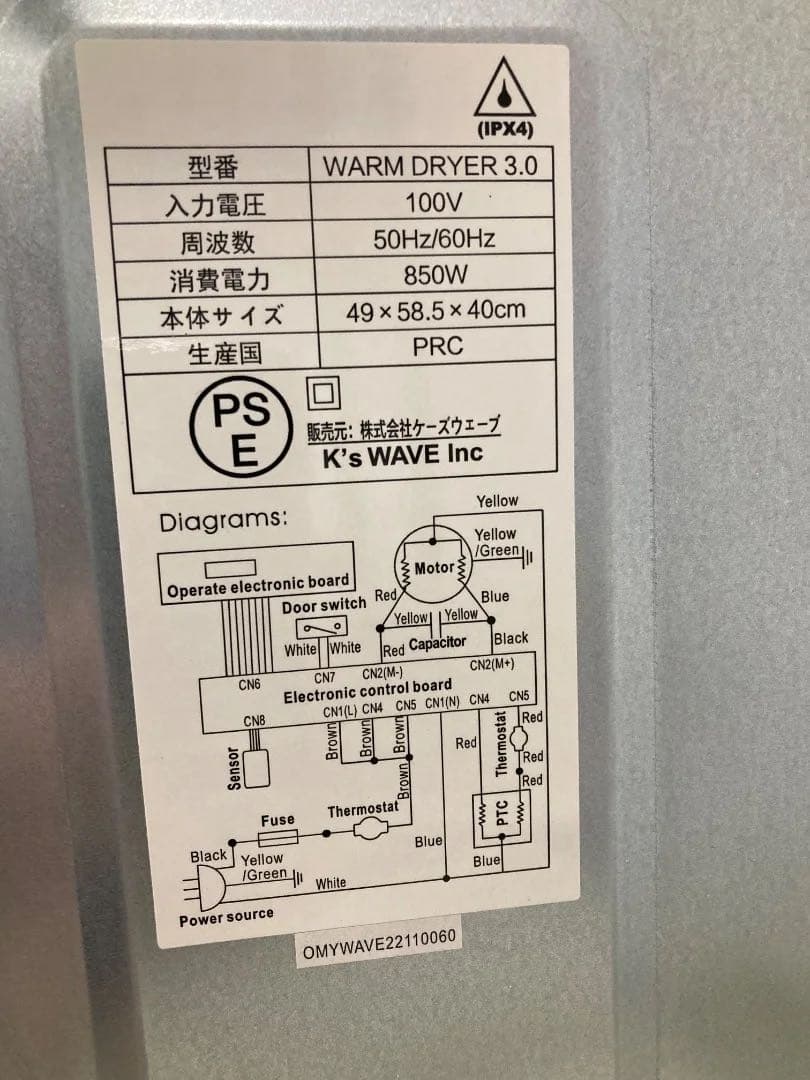 (IPX4)
型番 WARM DRYER 3.0
入力電圧 100V
周波数 50Hz/60Hz
消費電力 850W
本体サイズ 49×58.5×40cm
生産国 PRC
PS
E
販売元: 株式会社ケーズウェーブ
K's WAVE Inc
Diagrams:
Yellow
Yellow
/Green
Motor
Operate electronic board
Red
Blue
Door switch
Yellow
Yellow
White
White
Red
Capacitor
Black
CN6
CN7
CN2(M-)
CN2(M+)
Electronic control board
CN8
CN1(L)
CN4
CN5
CN1(N)
CN4
CN5
Sensor
Brown
Brown
Brown
Brown
Red
Thermostat
Red
Red
Red
PTC
Fuse
Thermostat
Blue
Blue
Black
Yellow
/Green
White
Power source
OMYWAVE22110060